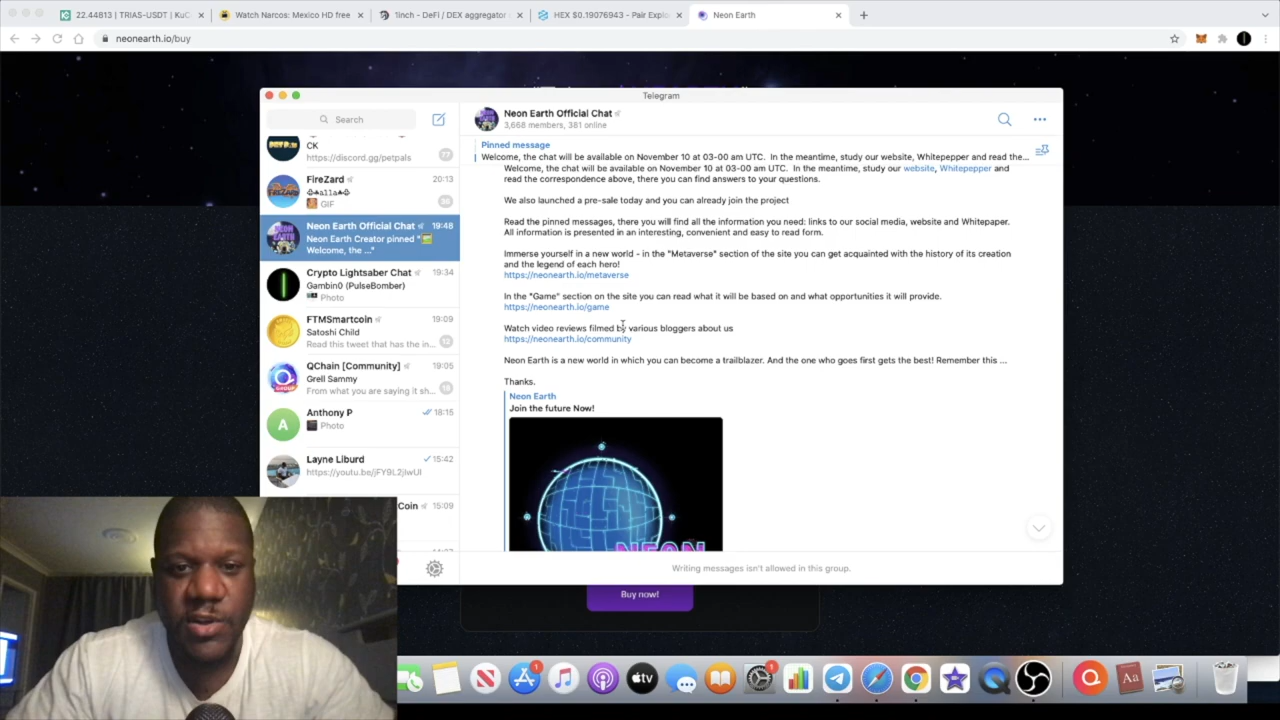 22.44813 | TRIAS-USDT | KuC
Watch Narcos: Mexico HD free
1inch - DeFi / DEX aggregator
HEX $0.19076943 - Pair Explo
Neon Earth
neonearth.io/buy
Telegram
Search
CK
https://discord.gg/petpals
77
FireZard
20:13
GIF
Neon Earth Official Chat
19:48
Neon Earth Creator pinned "
Welcome, the ..."
Crypto Lightsaber Chat
19:34
Gambin0 (PulseBomber)
Photo
FTMSmartcoin
19:09
Satoshi Child
Read this tweet that has the in...
12
QChain [Community]
19:05
Grell Sammy
From what you are saying it sh...
Anthony P
18:15
A
Photo
Layne Liburd
15:42
Coin
15:09
Neon Earth Official Chat
3,668 members, 381 online
Pinned message
Welcome, the chat will be available on November 10 at 03-00 am UTC. In the meantime, study our website, Whitepepper and read the...
Welcome, the chat will be available on November 10 at 03-00 am UTC. In the meantime, study our website, Whitepepper and
read the correspondence above, there you can find answers to your questions.
We also launched a pre-sale today and you can already join the project
Read the pinned messages, there you will find all the information you need: links to our social media, website and Whitepaper.
All information is presented in an interesting, convenient and easy to read form.
Immerse yourself in a new world - in the "Metaverse" section of the site you can get acquainted with the history of its creation
and the legend of each hero!
https://neonearth.io/metaverse
In the "Game" section on the site you can read what it will be based on and what opportunities it will provide.
https://neonearth.io/game
Watch video reviews filmed by various bloggers about us
https://neonearth.io/community
Neon Earth is a new world in which you can become a trailblazer. And the one who goes first gets the best! Remember this ...
Thanks.
Neon Earth
Join the future Now!
NEON
Writing messages isn't allowed in this group.
Buy now!
1
tv
1
Aa